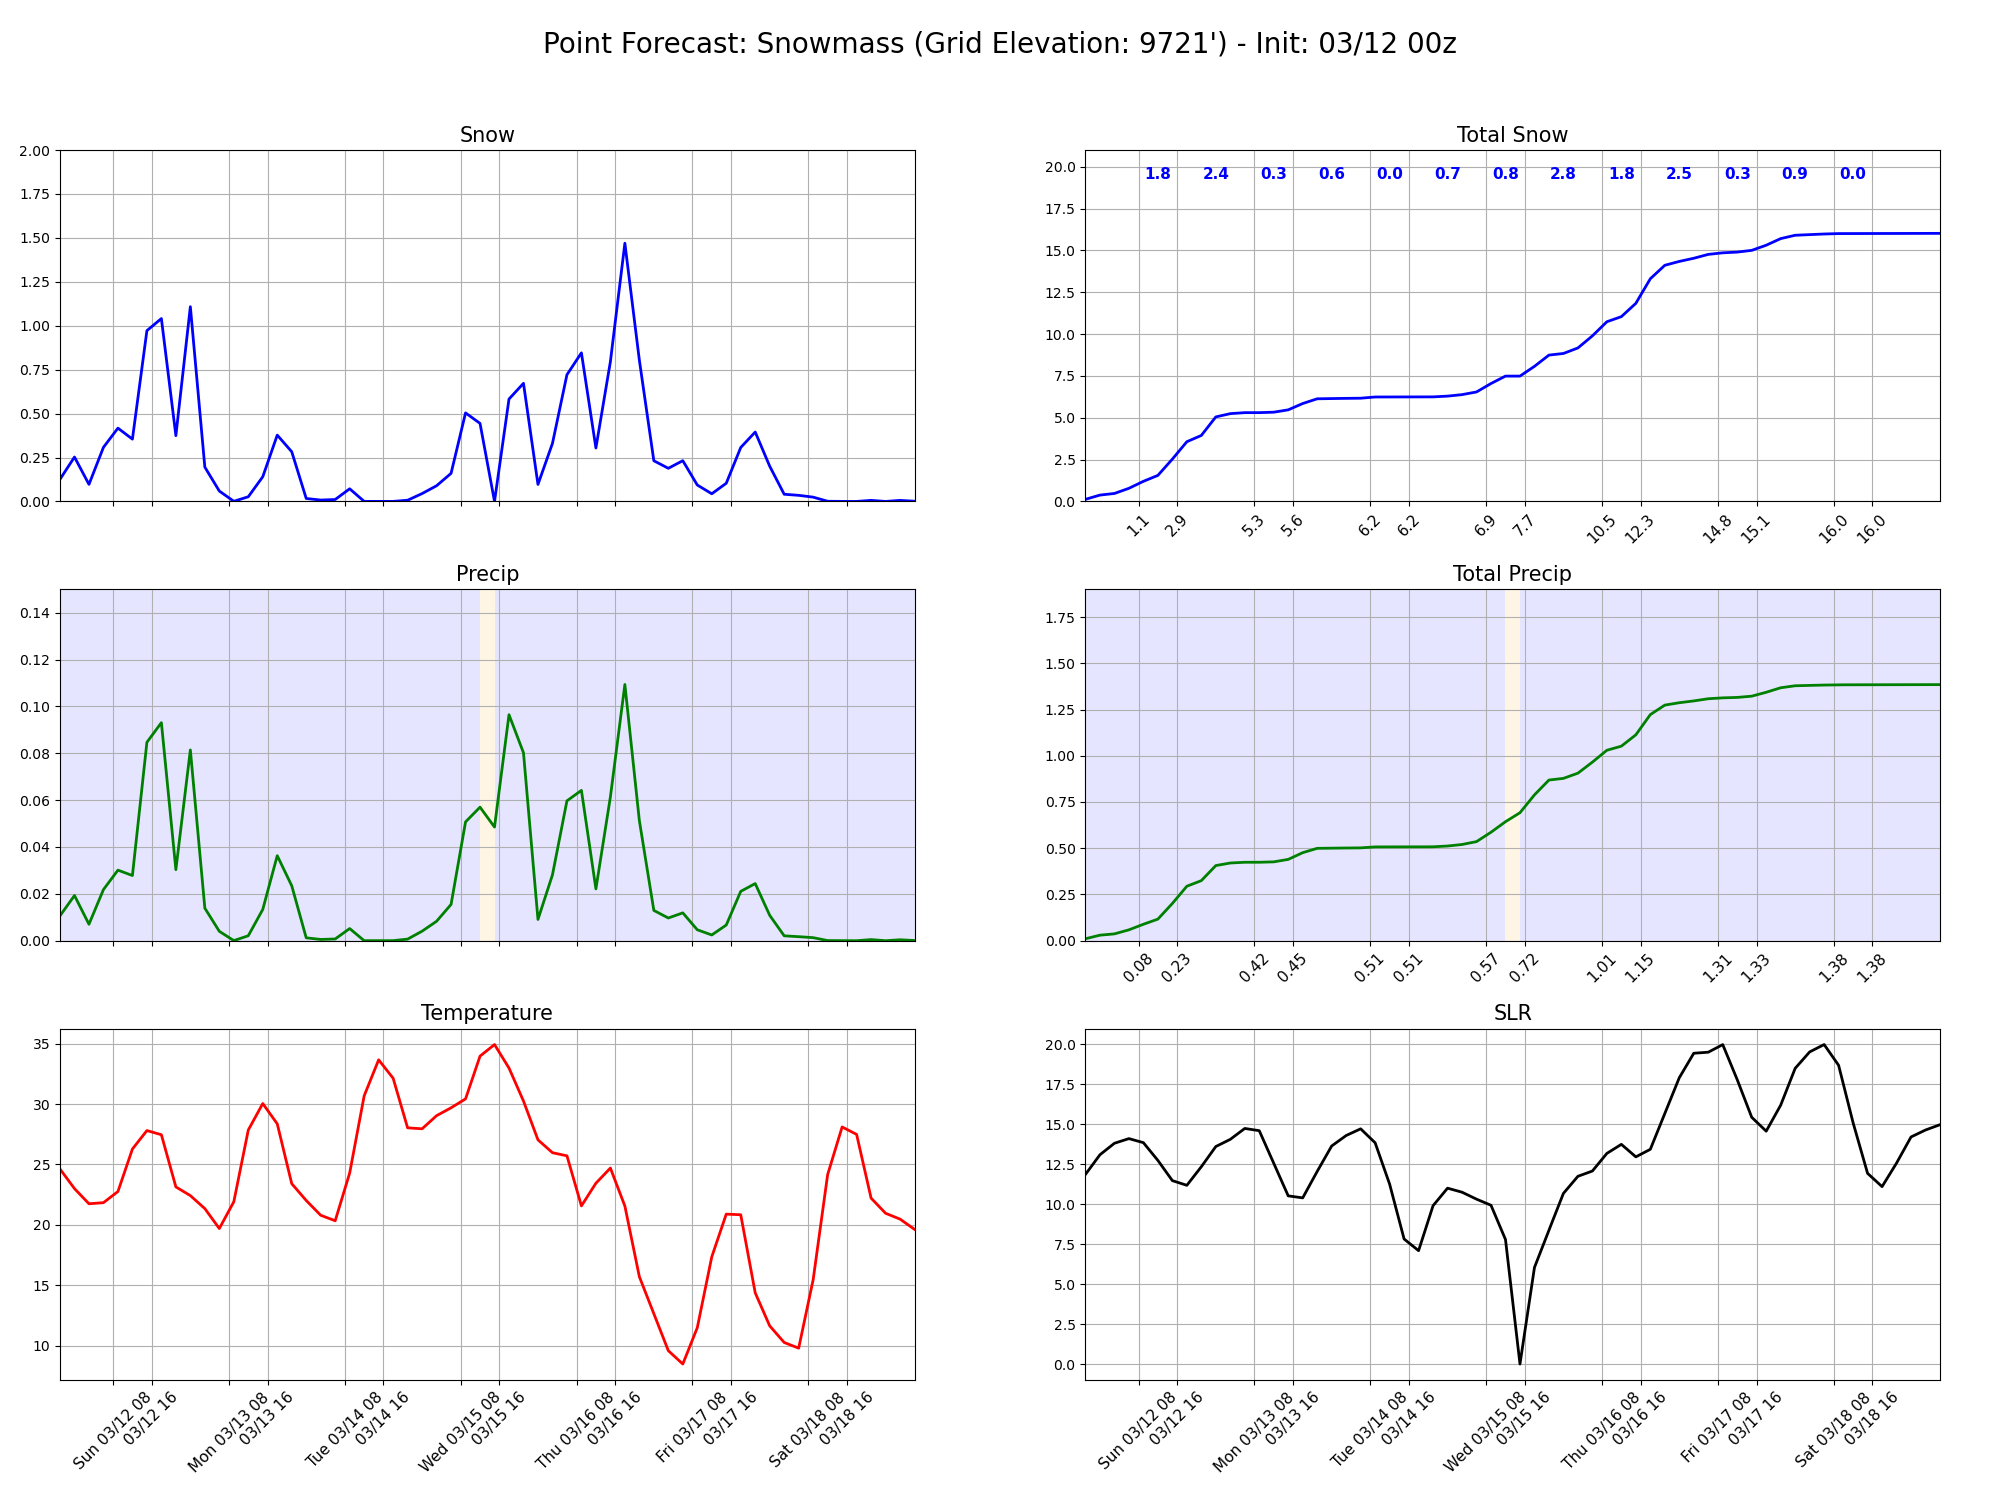 Point Forecast: Snowmass (Grid Elevation: 9721') - Init: 03/12 00z
Snow
2.00
1.75
1.50
1.25
1.00
0.75
0.50
0.25
0.00
Total Snow
20.0
17.5
15.0
12.5
10.0
7.5
5.0
2.5
0.0
1.8 2.4 0.3 0.6 0.0 0.7 0.8 2.8 1.8 2.5 0.3 0.9 0.0
1.1 2.9 5.3 5.6 6.2 6.2 6.9 7.7 10.5 12.3 14.8 15.1 16.0 16.0
Precip
0.14
0.12
0.10
0.08
0.06
0.04
0.02
0.00
Total Precip
1.75
1.50
1.25
1.00
0.75
0.50
0.25
0.00
0.08 0.23 0.42 0.45 0.51 0.51 0.57 0.72 1.01 1.15 1.31 1.33 1.38 1.38
Temperature
35
30
25
20
15
10
Sun 03/12 08
03/12 16
Mon 03/13 08
03/13 16
Tue 03/14 08
03/14 16
Wed 03/15 08
03/15 16
Thu 03/16 08
03/16 16
Fri 03/17 08
03/17 16
Sat 03/18 08
03/18 16
SLR
20.0
17.5
15.0
12.5
10.0
7.5
5.0
2.5
0.0
Sun 03/12 08
03/12 16
Mon 03/13 08
03/13 16
Tue 03/14 08
03/14 16
Wed 03/15 08
03/15 16
Thu 03/16 08
03/16 16
Fri 03/17 08
03/17 16
Sat 03/18 08
03/18 16